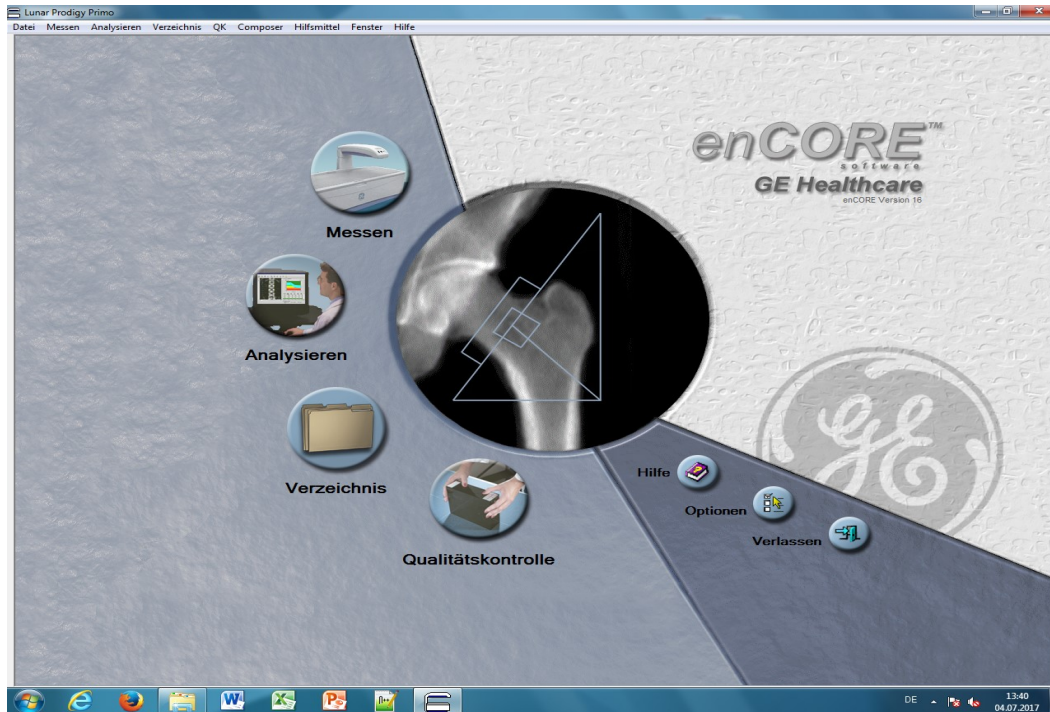 Lunar Prodigy Primo
Datei Messen Analysieren Verzeichnis QK Composer Hilfsmittel Fenster Hilfe
enCORE™
software
GE Healthcare
enCORE Version 16
Messen
Analysieren
Verzeichnis
Qualitätskontrolle
Hilfe
Optionen
Verlassen
GE
DE
13:40
04.07.2017